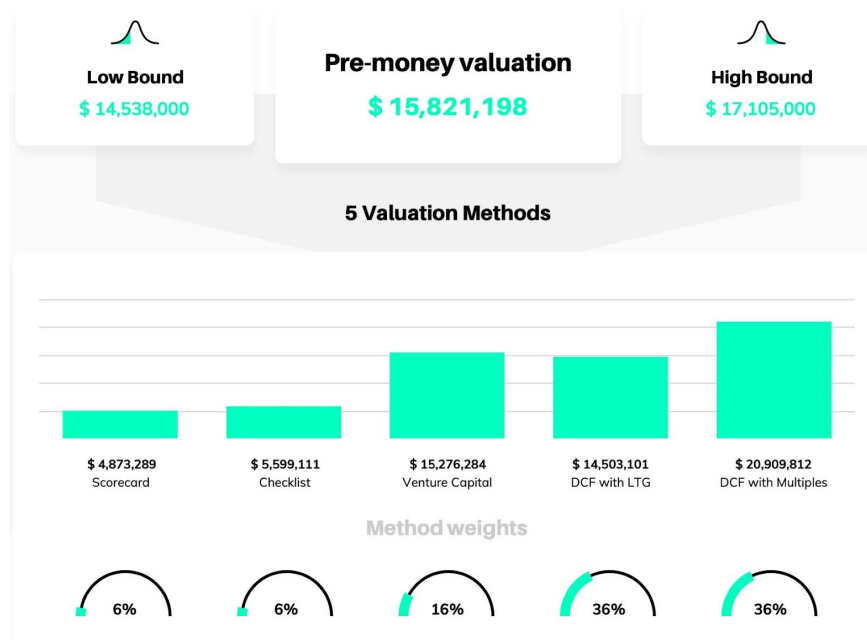 Low Bound
$ 14,538,000
Pre-money valuation
$ 15,821,198
High Bound
$ 17,105,000
5 Valuation Methods
$ 4,873,289
Scorecard
$ 5,599,111
Checklist
$ 15,276,284
Venture Capital
$ 14,503,101
DCF with LTG
$ 20,909,812
DCF with Multiples
Method weights
6%
6%
16%
36%
36%